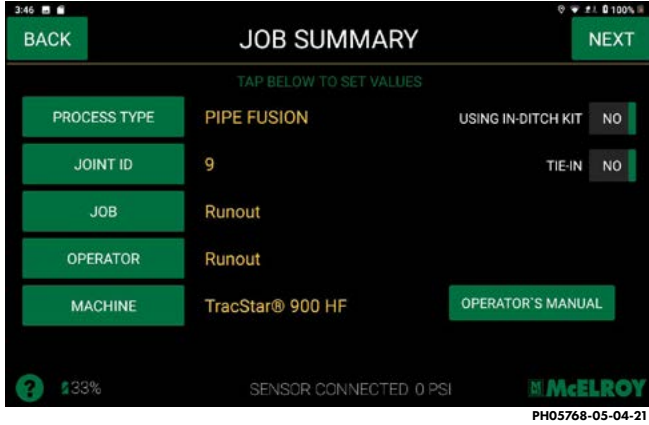 3:46 100%
BACK JOB SUMMARY NEXT
TAP BELOW TO SET VALUES
PROCESS TYPE PIPE FUSION USING IN-DITCH KIT NO
JOINT ID 9 TIE-IN NO
JOB Runout
OPERATOR Runout
MACHINE TracStar® 900 HF OPERATOR`S MANUAL
? 33% SENSOR CONNECTED 0 PSI McELROY
PH05768-05-04-21